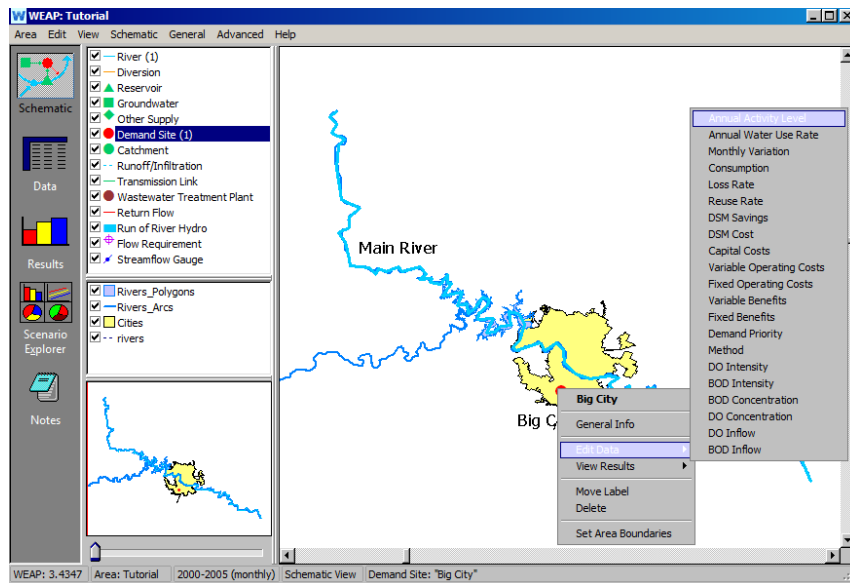 WEAP: Tutorial
Area Edit View Schematic General Advanced Help
Schematic
Data
Results
Scenario
Explorer
Notes
River (1)
Diversion
Reservoir
Groundwater
Other Supply
Demand Site (1)
Catchment
Runoff/Infiltration
Transmission Link
Wastewater Treatment Plant
Return Flow
Run of River Hydro
Flow Requirement
Streamflow Gauge
Rivers_Polygons
Rivers_Arcs
Cities
rivers
Main River
Big C
Big City
General Info
Edit Data
View Results
Move Label
Delete
Set Area Boundaries
Annual Activity Level
Annual Water Use Rate
Monthly Variation
Consumption
Loss Rate
Reuse Rate
DSM Savings
DSM Cost
Capital Costs
Variable Operating Costs
Fixed Operating Costs
Variable Benefits
Fixed Benefits
Demand Priority
Method
DO Intensity
BOD Intensity
BOD Concentration
DO Concentration
DO Inflow
BOD Inflow
WEAP: 3.4347 Area: Tutorial 2000-2005 (monthly) Schematic View Demand Site: "Big City"